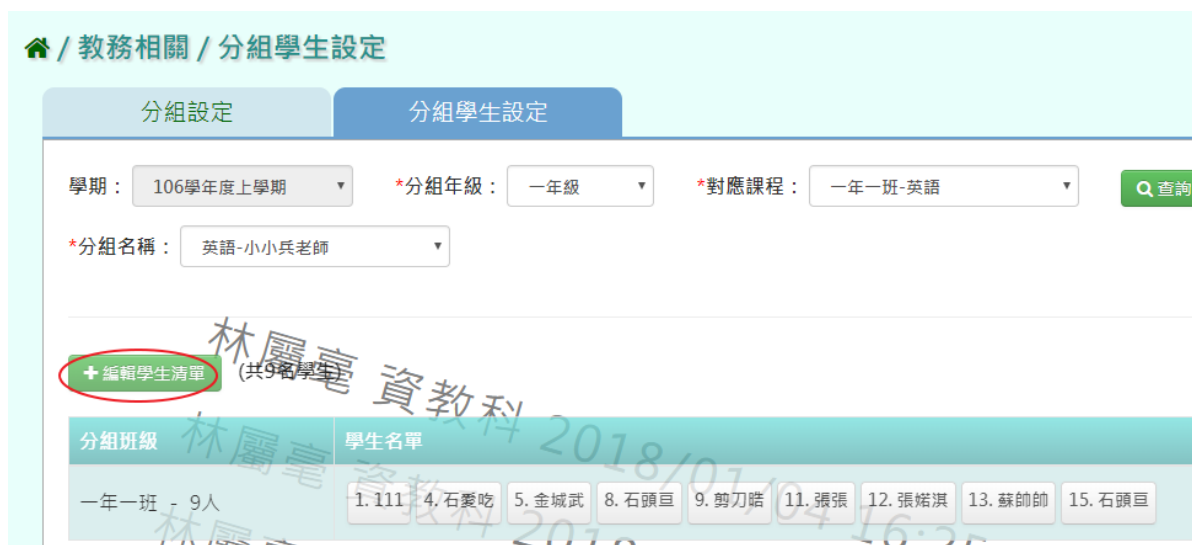 / 教務相關 / 分組學生設定
分組設定 分組學生設定
學期： 106學年度上學期 *分組年級： 一年級 *對應課程： 一年一班-英語 查詢
*分組名稱： 英語-小小兵老師
編輯學生清單 (共9名學生)
林屬毫 資教科 2018/01/04 16:25
分組班級 學生名單
一年一班 - 9人 1. 111 4. 石愛吃 5. 金城武 8. 石頭亘 9. 剪刀晧 11. 張張 12. 張婼淇 13. 蘇帥帥 15. 石頭亘
林屬毫 資教科 2018